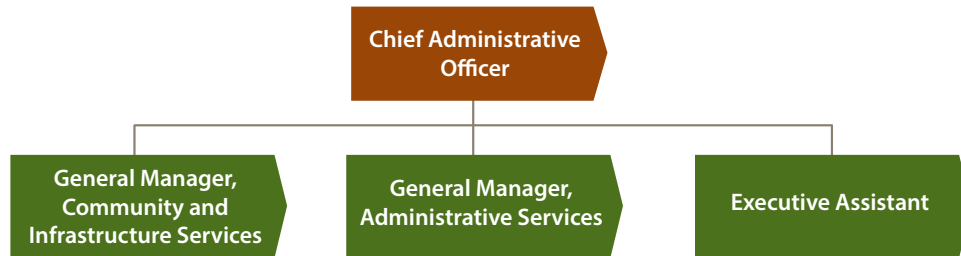 Chief Administrative
Officer
General Manager,
Community and
Infrastructure Services
General Manager,
Administrative Services
Executive Assistant